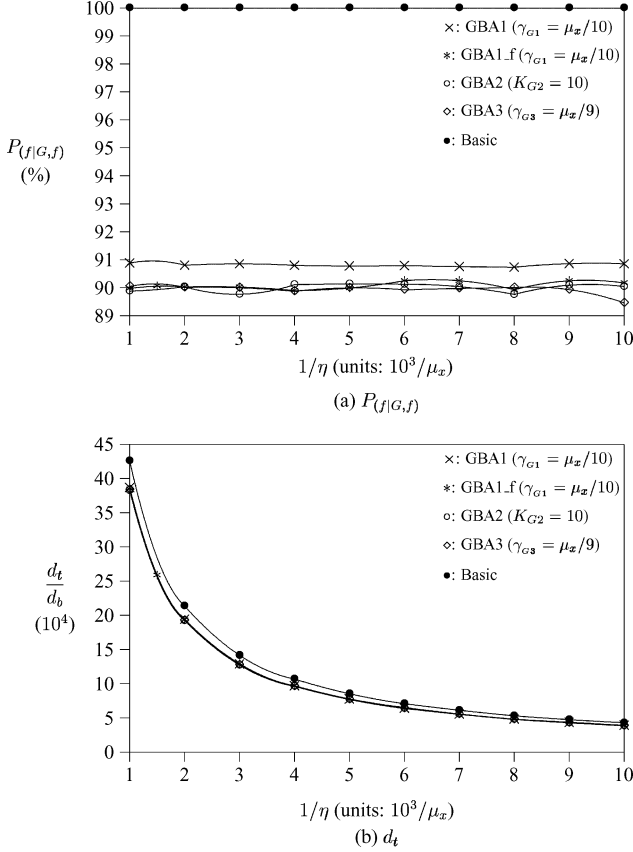 100
99
98
97
96
95
94
93
92
91
90
89
P(f|G,f)
(%)
×: GBA1 (γG1 = μx/10)
*: GBA1_f (γG1 = μx/10)
○: GBA2 (KG2 = 10)
◇: GBA3 (γG3 = μx/9)
●: Basic
1 2 3 4 5 6 7 8 9 10
1/η (units: 10³/μx)
(a) P(f|G,f)
45
40
35
30
25
20
15
10
5
0
dt
db
(10⁴)
×: GBA1 (γG1 = μx/10)
*: GBA1_f (γG1 = μx/10)
○: GBA2 (KG2 = 10)
◇: GBA3 (γG3 = μx/9)
●: Basic
1 2 3 4 5 6 7 8 9 10
1/η (units: 10³/μx)
(b) dt